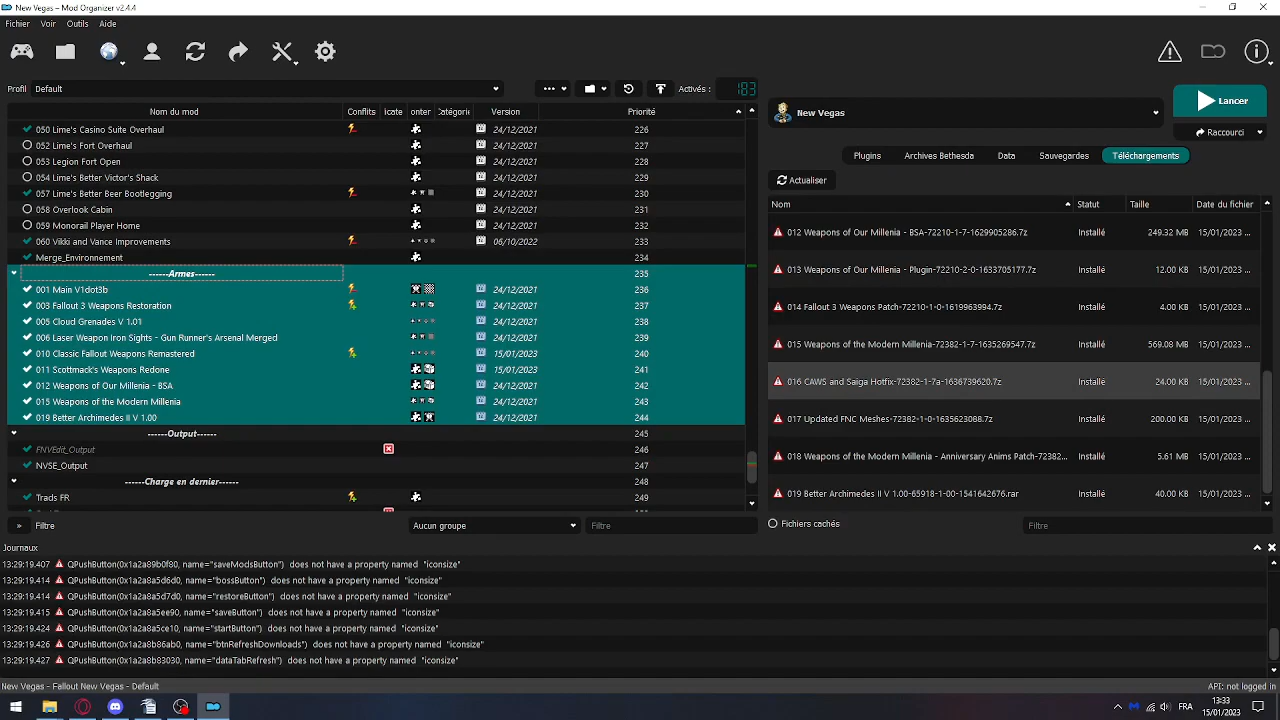 New Vegas – Mod Organizer v2.4.4
Fichier Voir Outils Aide
Profil Default Activés : 183
Nom du mod Conflits icate onter Catégorie Version Priorité
050 Lime's Casino Suite Overhaul 24/12/2021 226
052 Lime's Fort Overhaul 24/12/2021 227
053 Legion Fort Open 24/12/2021 228
054 Lime's Better Victor's Shack 24/12/2021 229
057 Lime's Better Beer Bootlegging 24/12/2021 230
058 Overlook Cabin 24/12/2021 231
059 Monorail Player Home 24/12/2021 232
060 Vikki and Vance Improvements 06/10/2022 233
Merge_Environnement 234
------Armes------ 235
001 Main V1dot3b 24/12/2021 236
003 Fallout 3 Weapons Restoration 24/12/2021 237
005 Cloud Grenades V 1.01 24/12/2021 238
006 Laser Weapon Iron Sights - Gun Runner's Arsenal Merged 24/12/2021 239
010 Classic Fallout Weapons Remastered 15/01/2023 240
011 Scottmack's Weapons Redone 15/01/2023 241
012 Weapons of Our Millenia - BSA 24/12/2021 242
015 Weapons of the Modern Millenia 24/12/2021 243
019 Better Archimedes II V 1.00 24/12/2021 244
------Output------ 245
FNVEdit_Output 246
NVSE_Output 247
------Charge en dernier------ 248
Trads FR 249
» Filtre Aucun groupe Filtre
New Vegas
Lancer
Raccourci
Plugins Archives Bethesda Data Sauvegardes Téléchargements
Actualiser
Nom Statut Taille Date du fichier
012 Weapons of Our Millenia - BSA-72210-1-7-1629905286.7z Installé 249.32 MB 15/01/2023 ...
013 Weapons of Our Millenia - Plugin-72210-2-0-1633705177.7z Installé 12.00 KB 15/01/2023 ...
014 Fallout 3 Weapons Patch-72210-1-0-1619963994.7z Installé 4.00 KB 15/01/2023 ...
015 Weapons of the Modern Millenia-72382-1-7-1635269547.7z Installé 569.08 MB 15/01/2023 ...
016 CAWS and Saiga Hotfix-72382-1-7a-1636739620.7z Installé 24.00 KB 15/01/2023 ...
017 Updated FNC Meshes-72382-1-0-1635623088.7z Installé 200.00 KB 15/01/2023 ...
018 Weapons of the Modern Millenia - Anniversary Anims Patch-72382... Installé 5.61 MB 15/01/2023 ...
019 Better Archimedes II V 1.00-65918-1-00-1541642676.rar Installé 40.00 KB 15/01/2023 ...
Fichiers cachés Filtre
Journaux
13:29:19.407 QPushButton(0x1a2a89b0f80, name="saveModsButton") does not have a property named "iconsize"
13:29:19.414 QPushButton(0x1a2a8a5d6d0, name="bossButton") does not have a property named "iconsize"
13:29:19.414 QPushButton(0x1a2a8a5d7d0, name="restoreButton") does not have a property named "iconsize"
13:29:19.415 QPushButton(0x1a2a8a5ee90, name="saveButton") does not have a property named "iconsize"
13:29:19.424 QPushButton(0x1a2a8a5ce10, name="startButton") does not have a property named "iconsize"
13:29:19.426 QPushButton(0x1a2a8b86ab0, name="btnRefreshDownloads") does not have a property named "iconsize"
13:29:19.427 QPushButton(0x1a2a8b83030, name="dataTabRefresh") does not have a property named "iconsize"
New Vegas - Fallout New Vegas - Default API: not logged in
FRA 13:33
15/01/2023